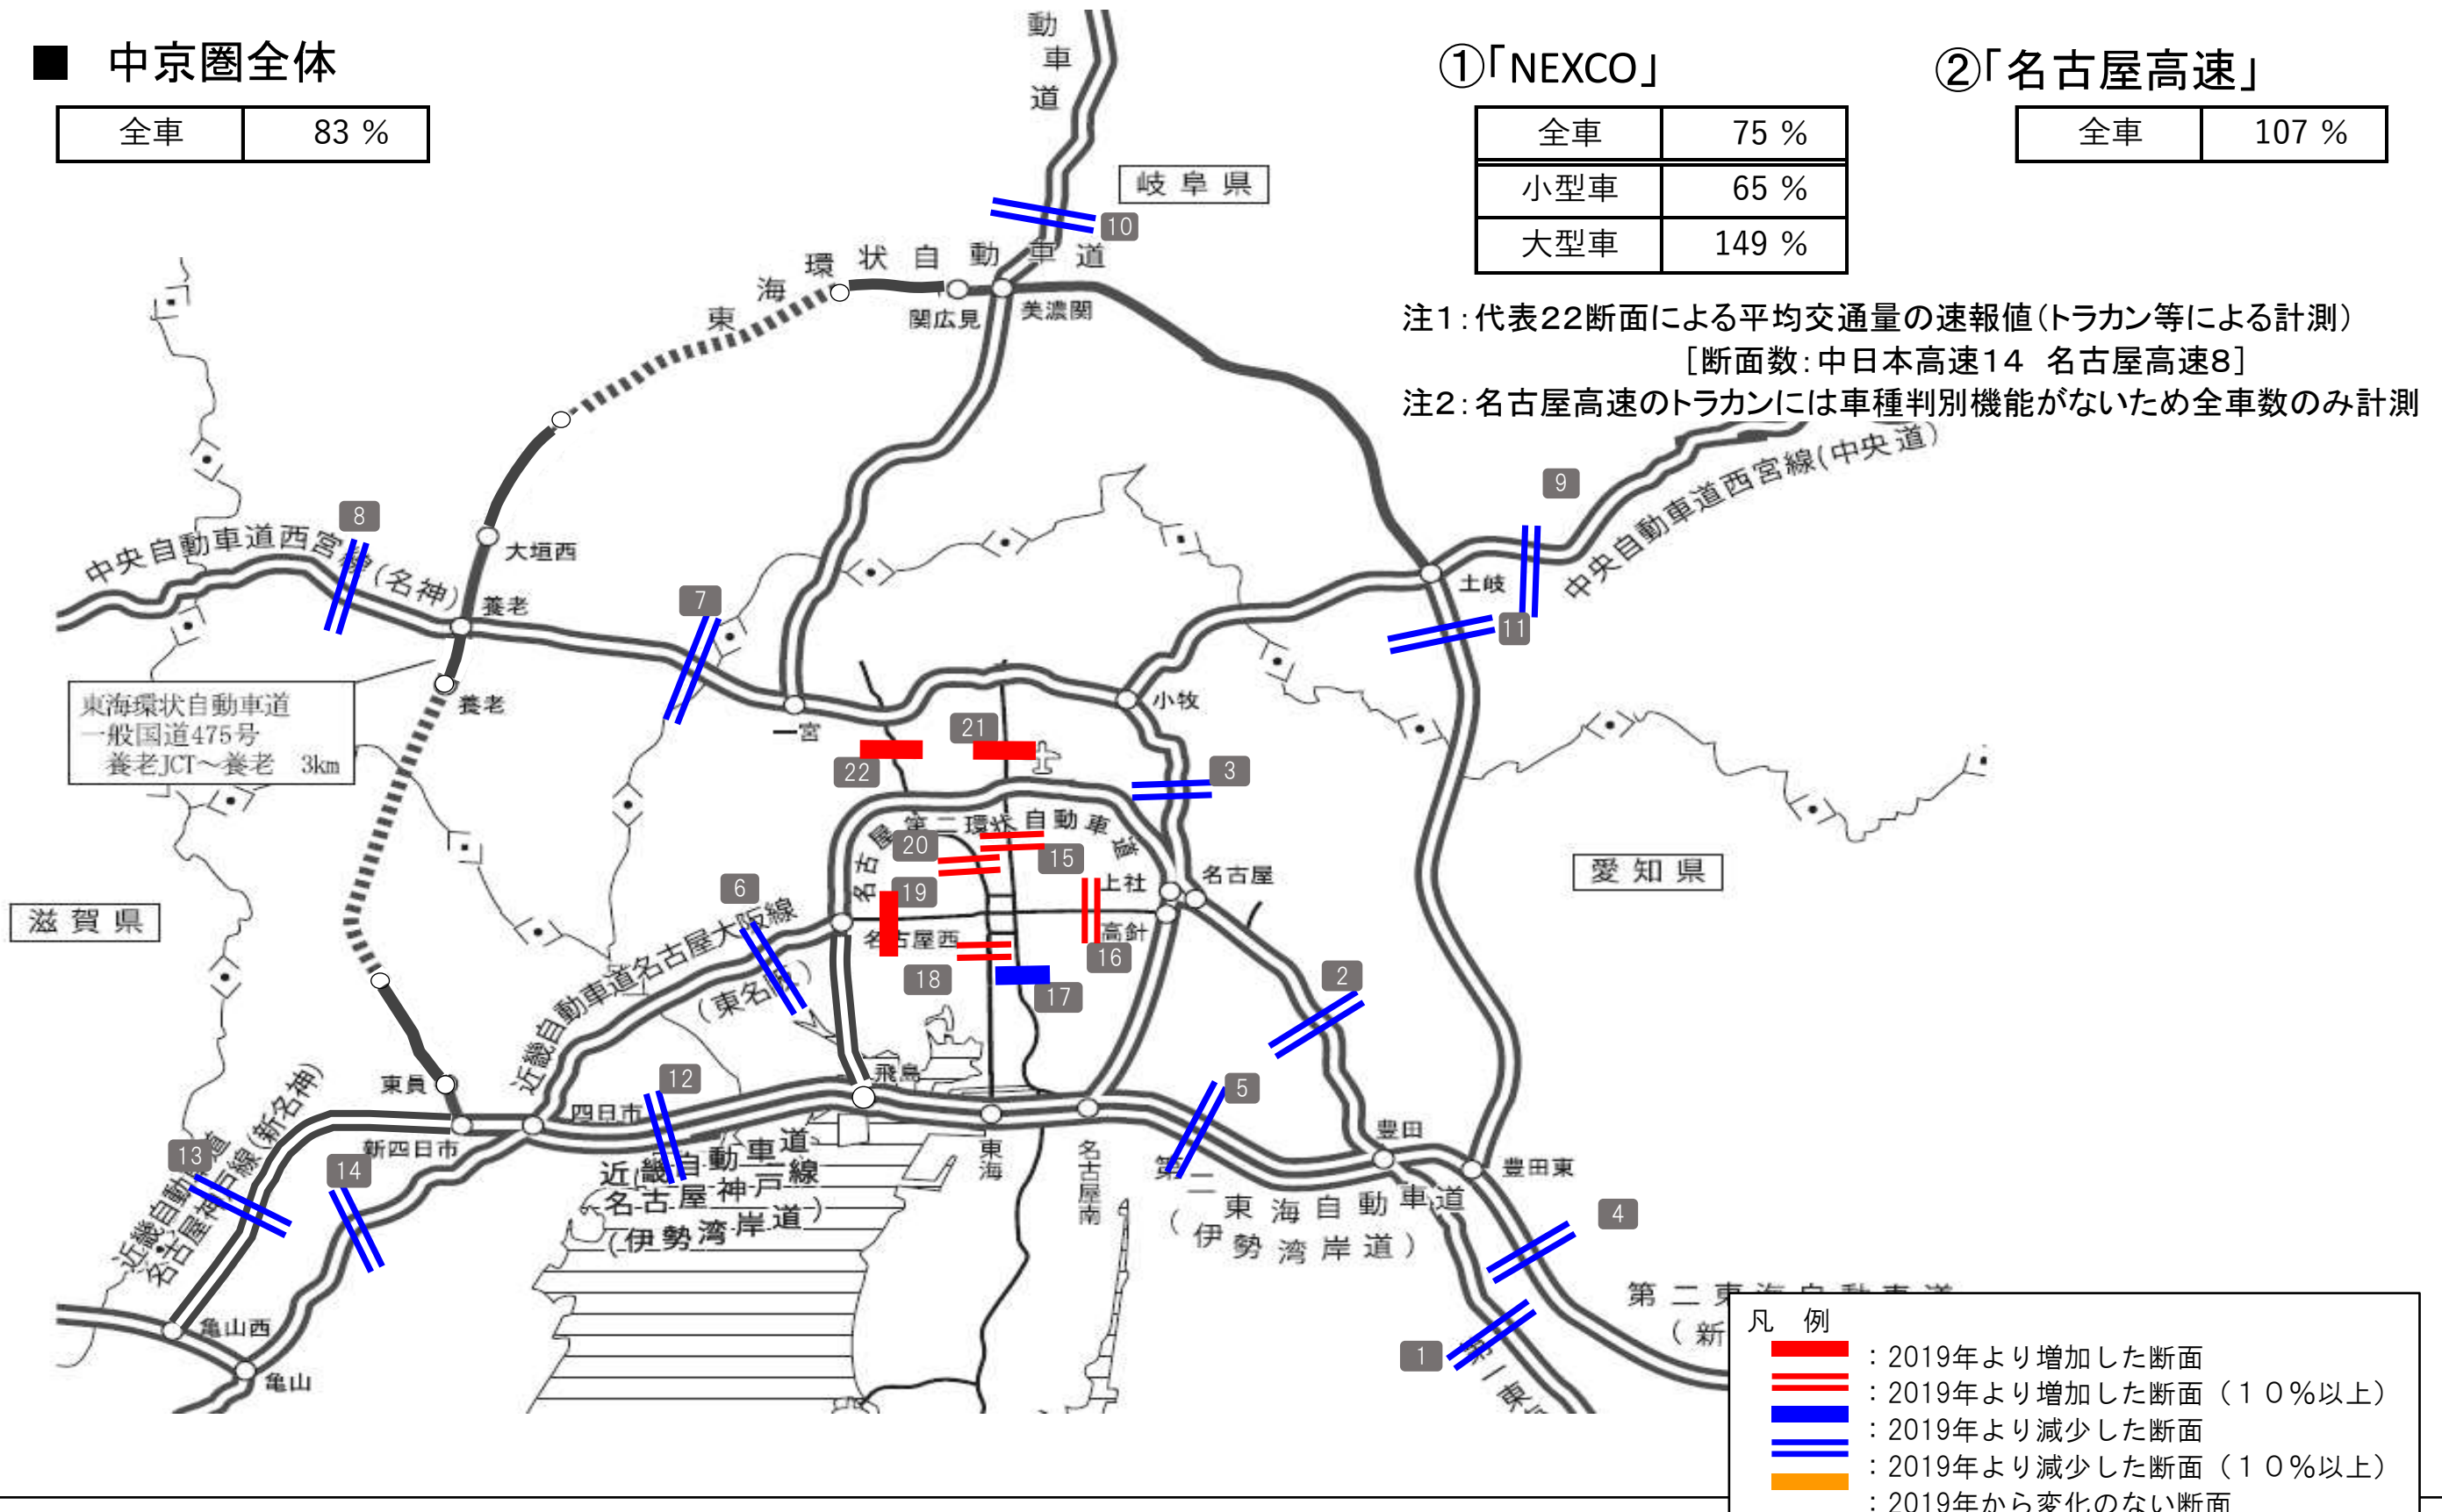 ■ 中京圏全体
全車 83 %
①「NEXCO」
全車 75 %
小型車 65 %
大型車 149 %
②「名古屋高速」
全車 107 %
注1：代表22断面による平均交通量の速報値（トラカン等による計測）
［断面数：中日本高速14 名古屋高速8］
注2：名古屋高速のトラカンには車種判別機能がないため全車数のみ計測
動車道
岐阜県
10
東海環状自動車道
関広見
美濃関
9
中央自動車道西宮線(中央道)
8
中央自動車道西宮線(名神)
大垣西
養老
7
土岐
11
養老
東海環状自動車道
一般国道475号
養老JCT～養老 3km
一宮
小牧
21
22
3
名古屋第二環状自動車道
20
15
上社
名古屋
愛知県
6
19
滋賀県
名古屋西
高針
16
近畿自動車道名古屋大阪線
(東名阪)
18
17
2
飛島
東員
12
5
四日市
新四日市
13
14
近畿自動車道
名古屋神戸線(新名神)
近畿自動車道
名古屋神戸線
(伊勢湾岸道)
東海
名古屋南
豊田
豊田東
第二東海自動車道
(伊勢湾岸道)
4
第二東海自動車道
(新
亀山西
亀山
1
第一東
凡 例
：2019年より増加した断面
：2019年より増加した断面（１０％以上）
：2019年より減少した断面
：2019年より減少した断面（１０％以上）
：2019年から変化のない断面